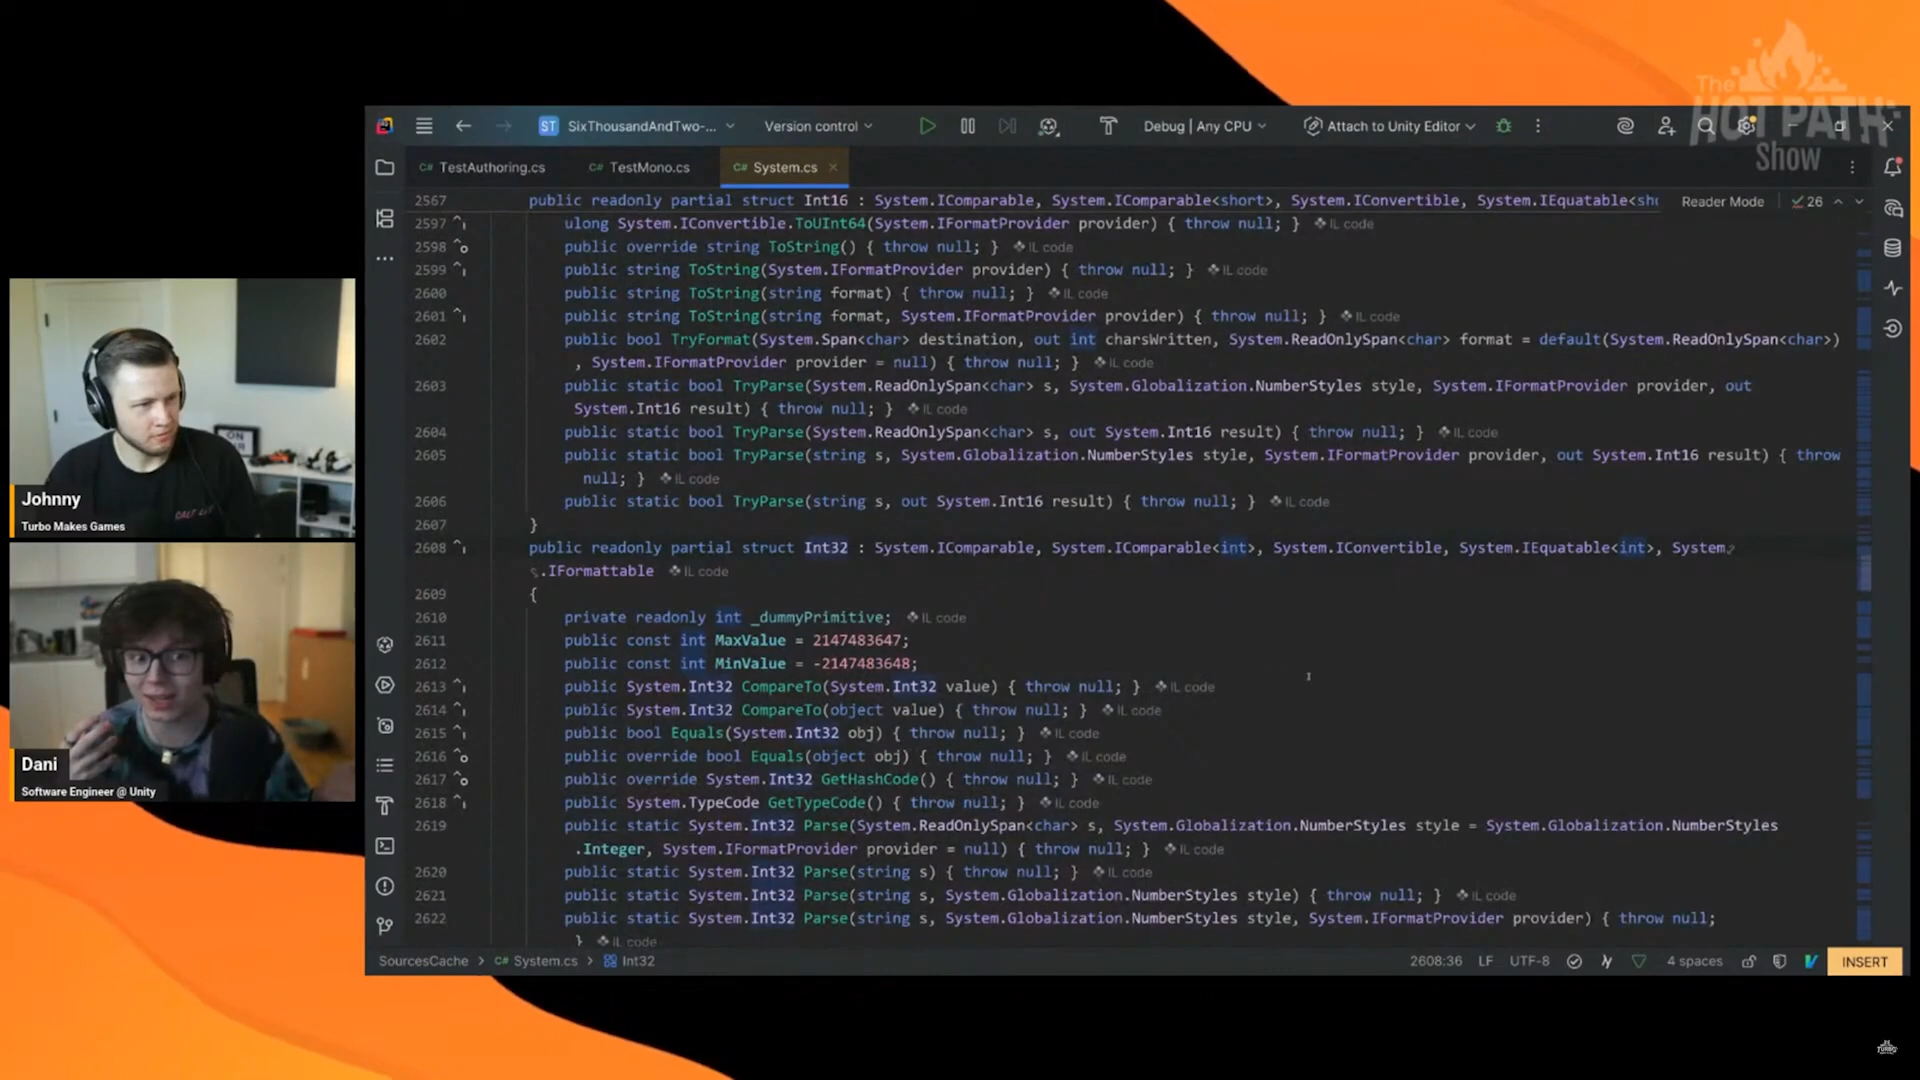 The
HOT PATH
Show
ST SixThousandAndTwo-...
Version control
Debug | Any CPU
Attach to Unity Editor
C# TestAuthoring.cs
C# TestMono.cs
C# System.cs
Reader Mode
26
2567 public readonly partial struct Int16 : System.IComparable, System.IComparable<short>, System.IConvertible, System.IEquatable<sho
2597 ulong System.IConvertible.ToUInt64(System.IFormatProvider provider) { throw null; } IL code
2598 public override string ToString() { throw null; } IL code
2599 public string ToString(System.IFormatProvider provider) { throw null; } IL code
2600 public string ToString(string format) { throw null; } IL code
2601 public string ToString(string format, System.IFormatProvider provider) { throw null; } IL code
2602 public bool TryFormat(System.Span<char> destination, out int charsWritten, System.ReadOnlySpan<char> format = default(System.ReadOnlySpan<char>)
, System.IFormatProvider provider = null) { throw null; } IL code
2603 public static bool TryParse(System.ReadOnlySpan<char> s, System.Globalization.NumberStyles style, System.IFormatProvider provider, out
System.Int16 result) { throw null; } IL code
2604 public static bool TryParse(System.ReadOnlySpan<char> s, out System.Int16 result) { throw null; } IL code
2605 public static bool TryParse(string s, System.Globalization.NumberStyles style, System.IFormatProvider provider, out System.Int16 result) { throw
null; } IL code
2606 public static bool TryParse(string s, out System.Int16 result) { throw null; } IL code
2607 }
2608 public readonly partial struct Int32 : System.IComparable, System.IComparable<int>, System.IConvertible, System.IEquatable<int>, System
.IFormattable IL code
2609 {
2610 private readonly int _dummyPrimitive; IL code
2611 public const int MaxValue = 2147483647;
2612 public const int MinValue = -2147483648;
2613 public System.Int32 CompareTo(System.Int32 value) { throw null; } IL code
2614 public System.Int32 CompareTo(object value) { throw null; } IL code
2615 public bool Equals(System.Int32 obj) { throw null; } IL code
2616 public override bool Equals(object obj) { throw null; } IL code
2617 public override System.Int32 GetHashCode() { throw null; } IL code
2618 public System.TypeCode GetTypeCode() { throw null; } IL code
2619 public static System.Int32 Parse(System.ReadOnlySpan<char> s, System.Globalization.NumberStyles style = System.Globalization.NumberStyles
.Integer, System.IFormatProvider provider = null) { throw null; } IL code
2620 public static System.Int32 Parse(string s) { throw null; } IL code
2621 public static System.Int32 Parse(string s, System.Globalization.NumberStyles style) { throw null; } IL code
2622 public static System.Int32 Parse(string s, System.Globalization.NumberStyles style, System.IFormatProvider provider) { throw null;
} IL code
SourcesCache > C# System.cs > Int32
2608:36 LF UTF-8 4 spaces INSERT
ON
Johnny
Turbo Makes Games
Dani
Software Engineer @ Unity
TURBO